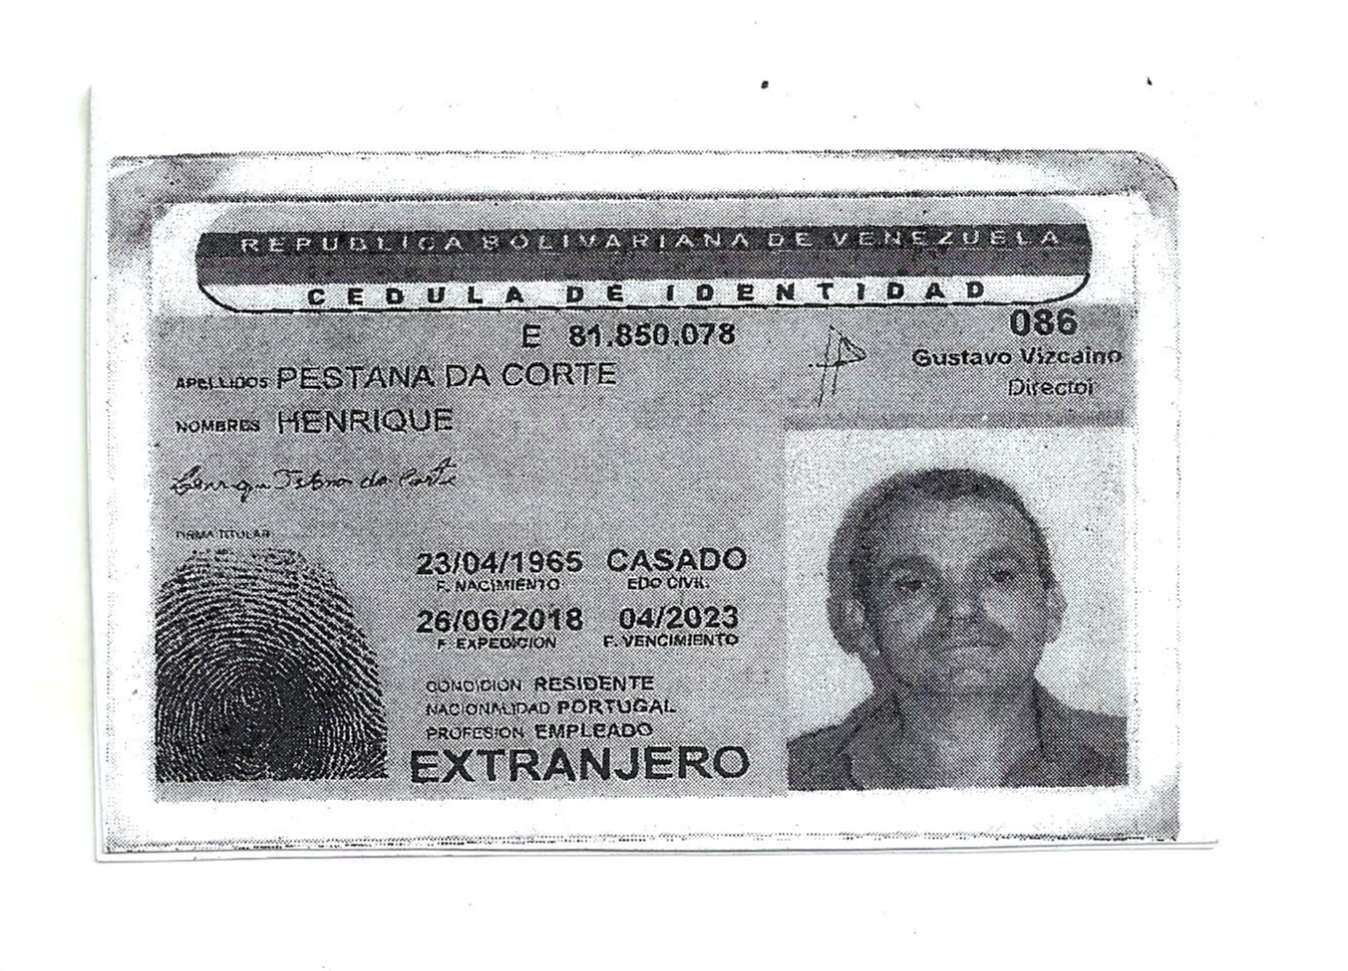 REPUBLICA BOLIVARIANA DE VENEZUELA
CEDULA DE IDENTIDAD
E 81.850.078
086
Gustavo Vizcaino
Director
APELLIDOS PESTANA DA CORTE
NOMBRES HENRIQUE
da Corte
FIRMA TITULAR
23/04/1965 CASADO
F. NACIMIENTO EDO CIVIL
26/06/2018 04/2023
F. EXPEDICION F. VENCIMIENTO
CONDICION RESIDENTE
NACIONALIDAD PORTUGAL
PROFESION EMPLEADO
EXTRANJERO